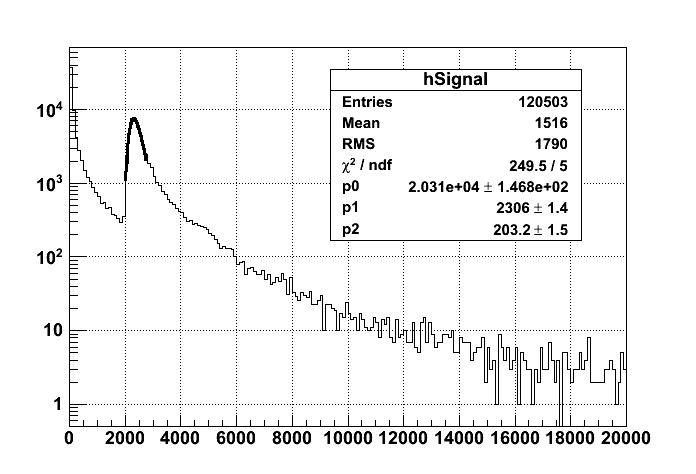 hSignal
Entries 120503
Mean 1516
RMS 1790
χ² / ndf 249.5 / 5
p0 2.031e+04 ± 1.468e+02
p1 2306 ± 1.4
p2 203.2 ± 1.5
10⁴
10³
10²
10
1
0 2000 4000 6000 8000 10000 12000 14000 16000 18000 20000